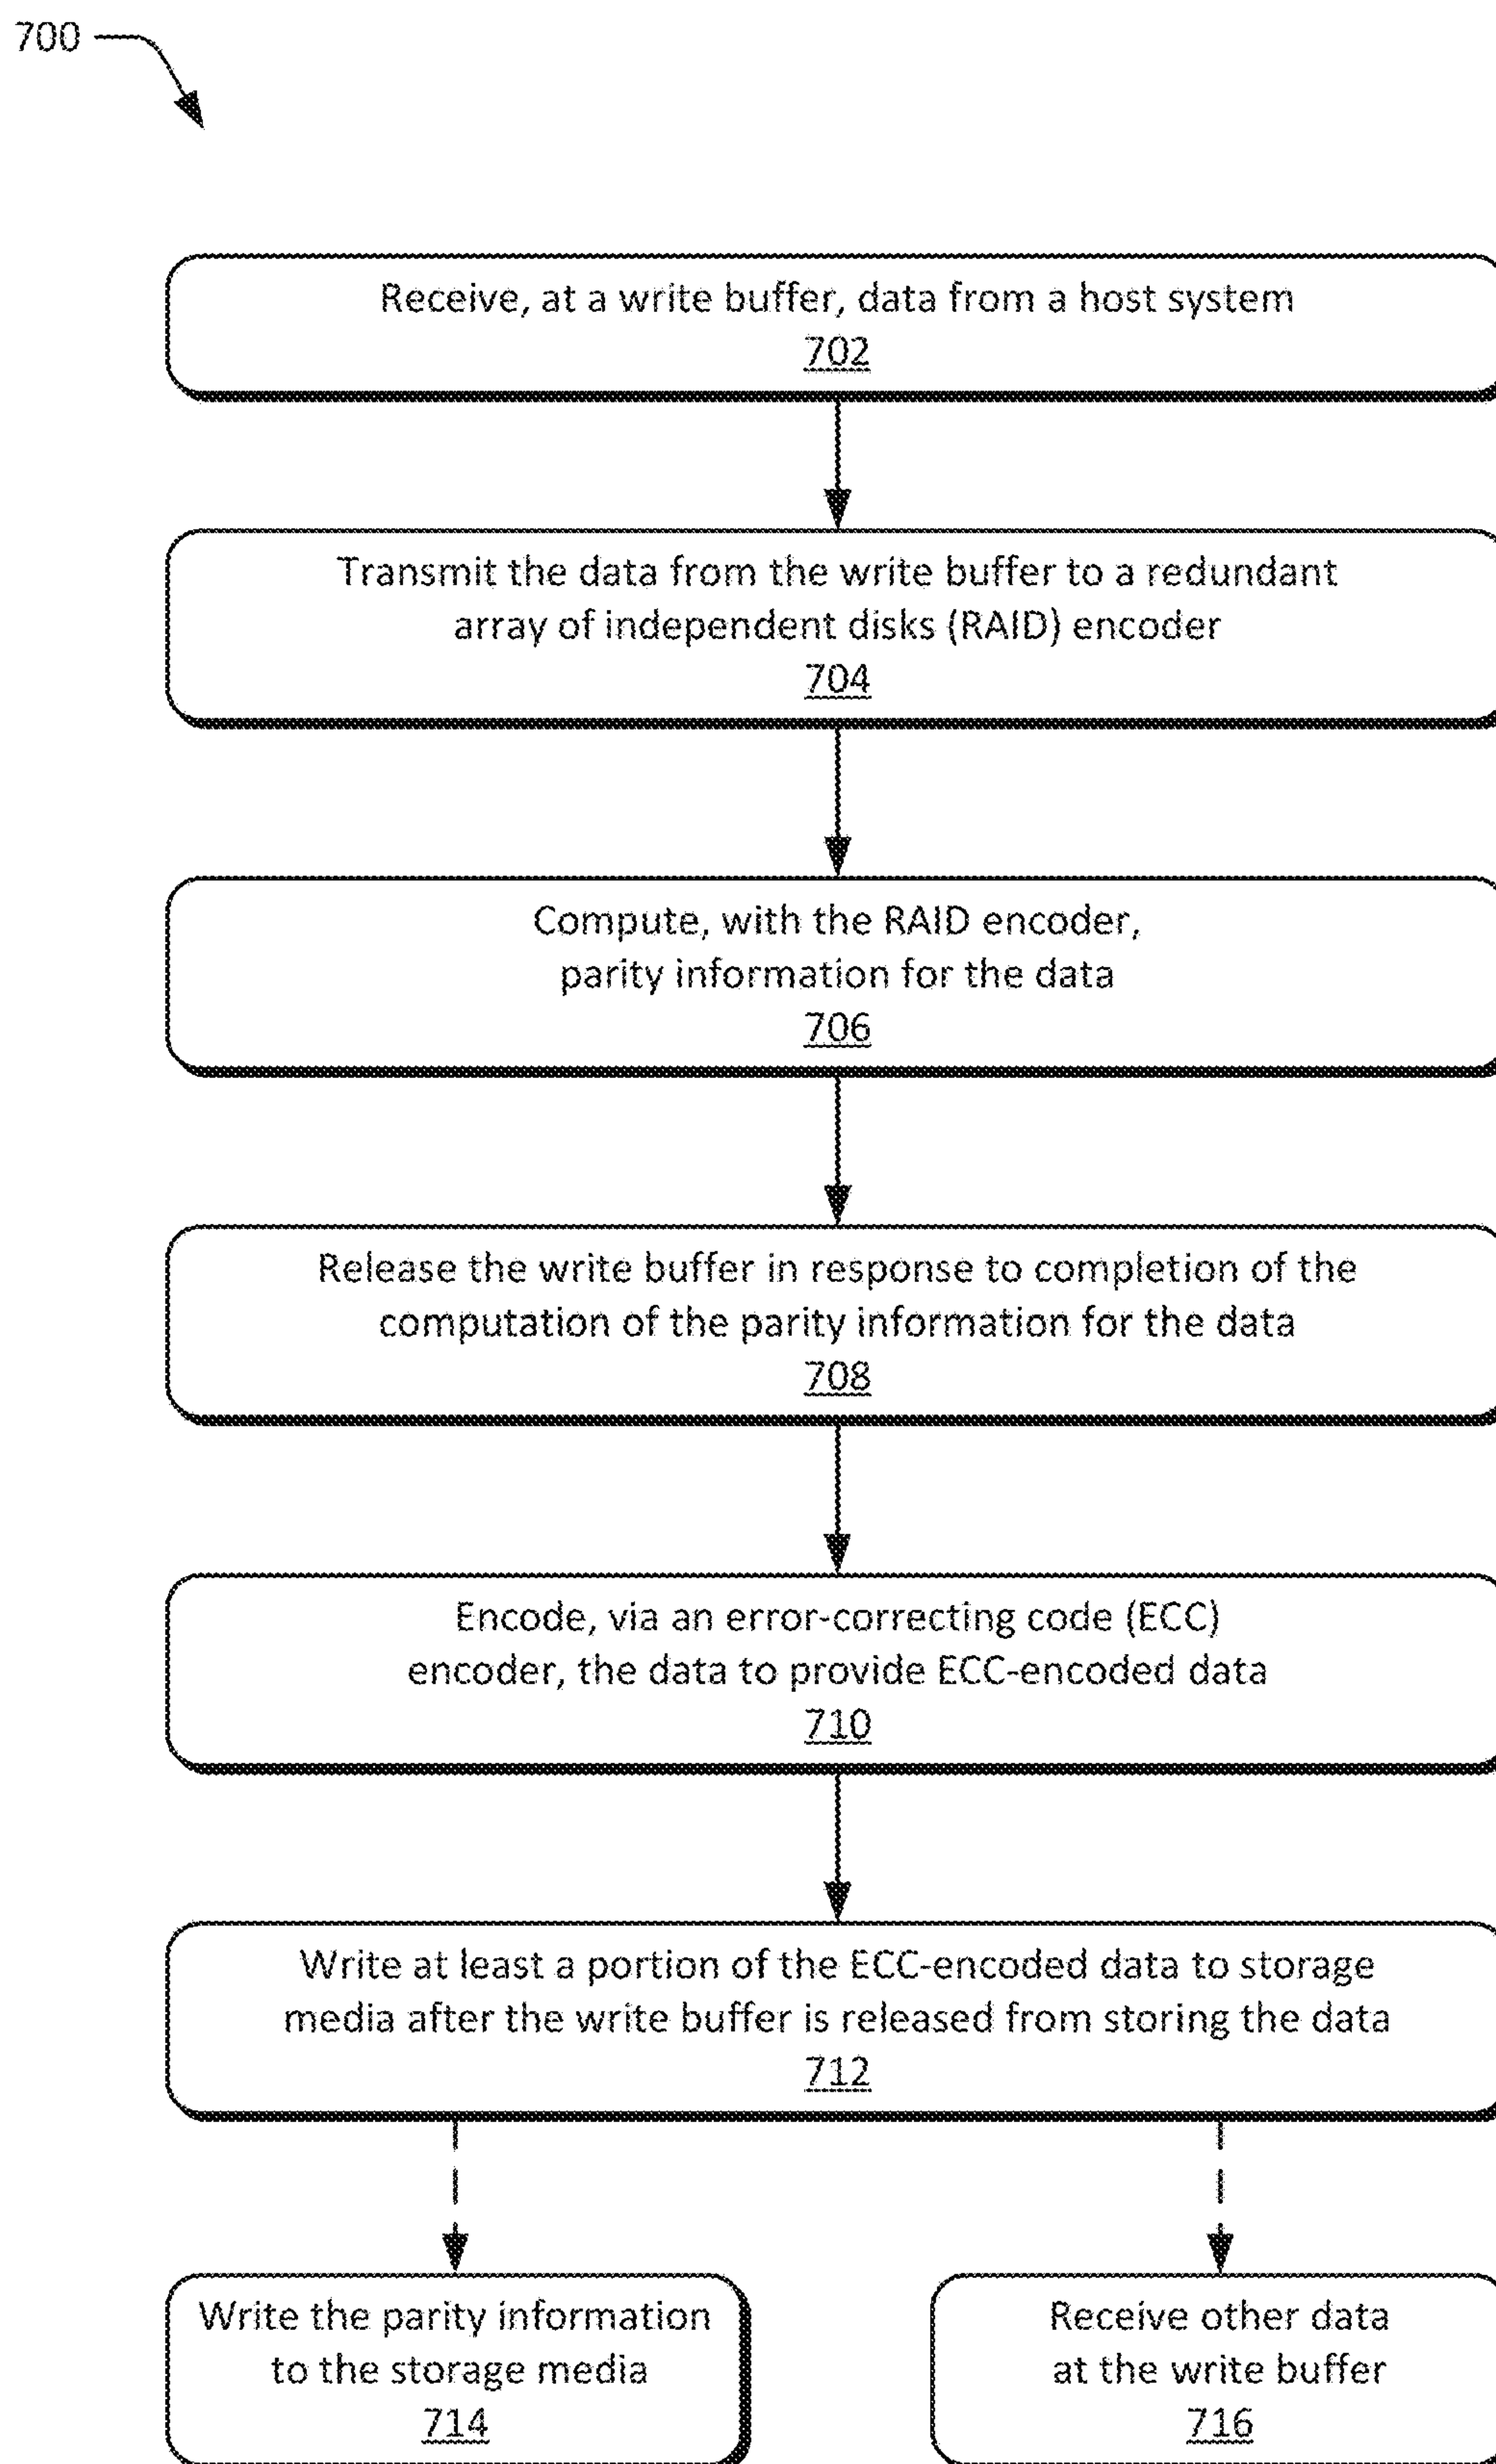 700
Receive, at a write buffer, data from a host system
702
Transmit the data from the write buffer to a redundant
array of independent disks (RAID) encoder
704
Compute, with the RAID encoder,
parity information for the data
706
Release the write buffer in response to completion of the
computation of the parity information for the data
708
Encode, via an error-correcting code (ECC)
encoder, the data to provide ECC-encoded data
710
Write at least a portion of the ECC-encoded data to storage
media after the write buffer is released from storing the data
712
Write the parity information
to the storage media
714
Receive other data
at the write buffer
716